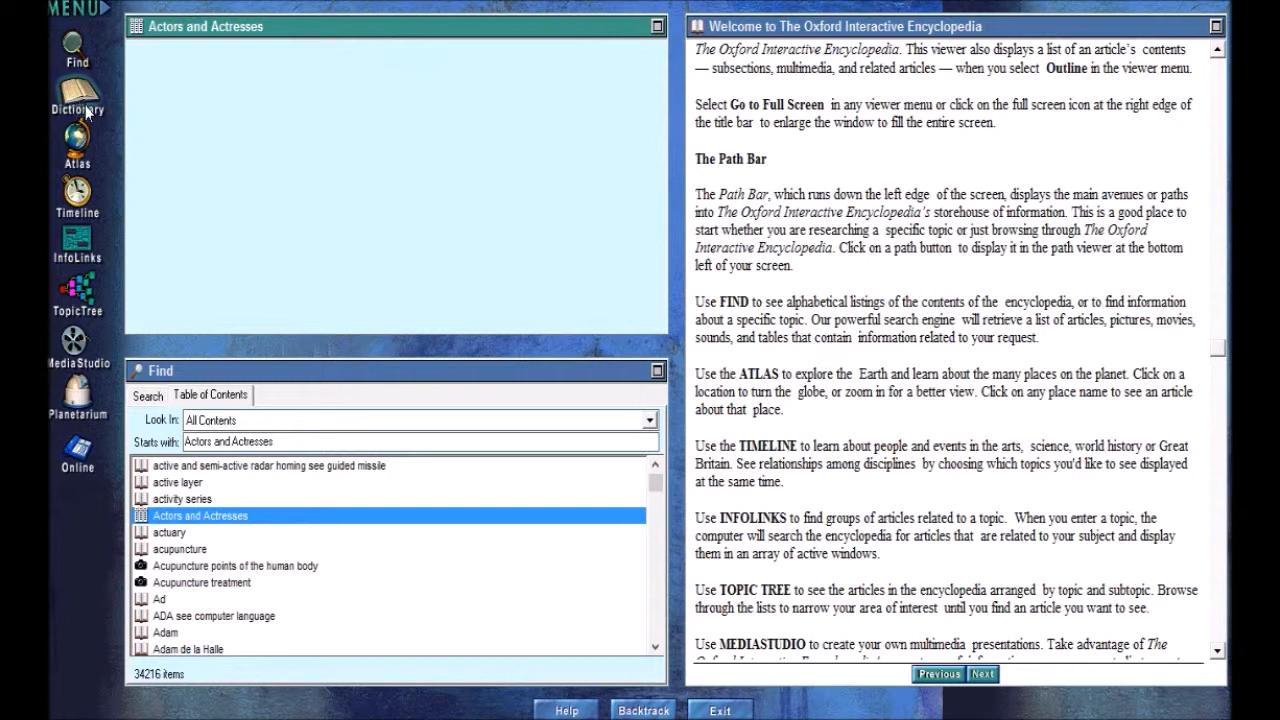 MENU
Find
Dictionary
Atlas
Timeline
InfoLinks
TopicTree
MediaStudio
Planetarium
Online
Actors and Actresses
Find
Search Table of Contents
Look In: All Contents
Starts with: Actors and Actresses
active and semi-active radar homing see guided missile
active layer
activity series
Actors and Actresses
actuary
acupuncture
Acupuncture points of the human body
Acupuncture treatment
Ad
ADA see computer language
Adam
Adam de la Halle
34216 items
Welcome to The Oxford Interactive Encyclopedia
The Oxford Interactive Encyclopedia. This viewer also displays a list of an article's contents
— subsections, multimedia, and related articles — when you select Outline in the viewer menu.
Select Go to Full Screen in any viewer menu or click on the full screen icon at the right edge of
the title bar to enlarge the window to fill the entire screen.
The Path Bar
The Path Bar, which runs down the left edge of the screen, displays the main avenues or paths
into The Oxford Interactive Encyclopedia's storehouse of information. This is a good place to
start whether you are researching a specific topic or just browsing through The Oxford
Interactive Encyclopedia. Click on a path button to display it in the path viewer at the bottom
left of your screen.
Use FIND to see alphabetical listings of the contents of the encyclopedia, or to find information
about a specific topic. Our powerful search engine will retrieve a list of articles, pictures, movies,
sounds, and tables that contain information related to your request.
Use the ATLAS to explore the Earth and learn about the many places on the planet. Click on a
location to turn the globe, or zoom in for a better view. Click on any place name to see an article
about that place.
Use the TIMELINE to learn about people and events in the arts, science, world history or Great
Britain. See relationships among disciplines by choosing which topics you'd like to see displayed
at the same time.
Use INFOLINKS to find groups of articles related to a topic. When you enter a topic, the
computer will search the encyclopedia for articles that are related to your subject and display
them in an array of active windows.
Use TOPIC TREE to see the articles in the encyclopedia arranged by topic and subtopic. Browse
through the lists to narrow your area of interest until you find an article you want to see.
Use MEDIASTUDIO to create your own multimedia presentations. Take advantage of The
Previous Next
Help Backtrack Exit